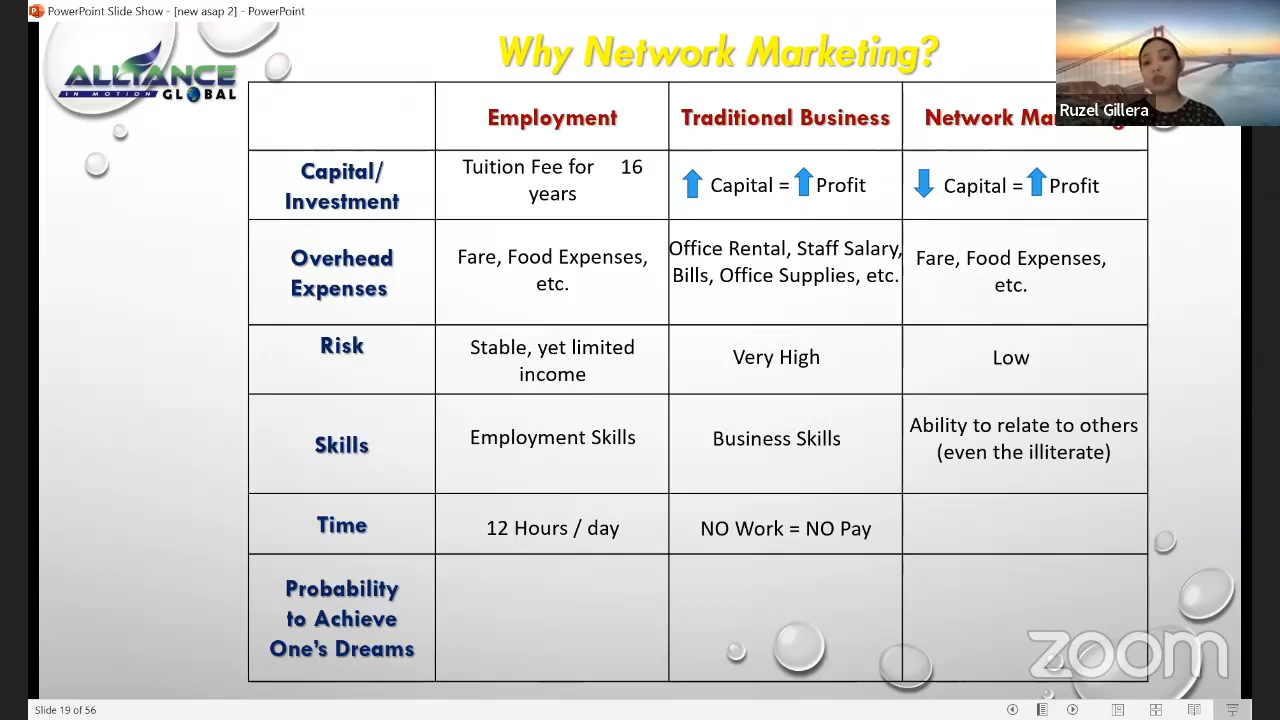 PowerPoint Slide Show - [new asap 2] - PowerPoint
ALLIANCE
IN MOTION GLOBAL
Why Network Marketing?
Ruzel Gillera
Employment
Traditional Business
Network
Capital/
Investment
Tuition Fee for 16
years
Capital = Profit
Capital = Profit
Overhead
Expenses
Fare, Food Expenses,
etc.
Office Rental, Staff Salary,
Bills, Office Supplies, etc.
Fare, Food Expenses,
etc.
Risk
Stable, yet limited
income
Very High
Low
Skills
Employment Skills
Business Skills
Ability to relate to others
(even the illiterate)
Time
12 Hours / day
NO Work = NO Pay
Probability
to Achieve
One's Dreams
zoom
Slide 19 of 56